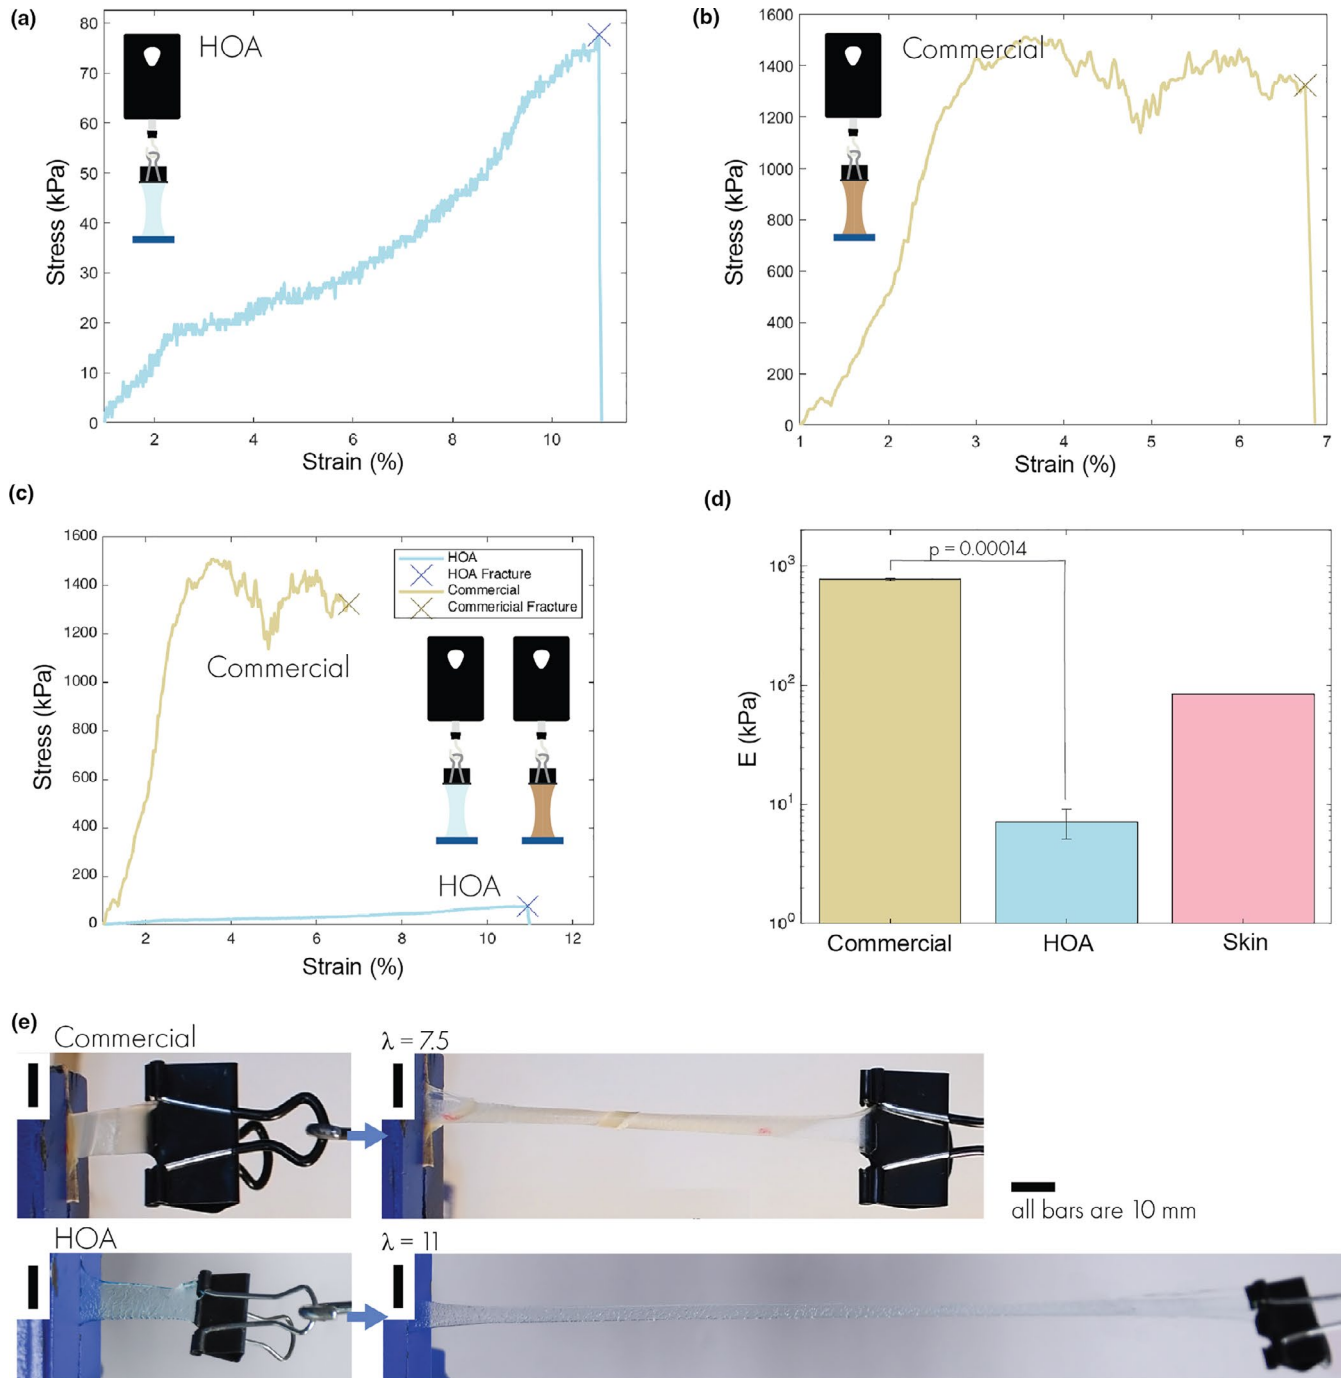 (a)
HOA
Stress (kPa)
80
70
60
50
40
30
20
10
0
2
4
6
8
10
Strain (%)
(b)
Commercial
Stress (kPa)
1600
1400
1200
1000
800
600
400
200
0
1
2
3
4
5
6
7
Strain (%)
(c)
Stress (kPa)
1600
1400
1200
1000
800
600
400
200
0
2
4
6
8
10
12
Strain (%)
HOA
HOA Fracture
Commercial
Commericial Fracture
Commercial
HOA
(d)
E (kPa)
10³
10²
10¹
10⁰
p = 0.00014
Commercial
HOA
Skin
(e)
Commercial
λ = 7.5
all bars are 10 mm
HOA
λ = 11